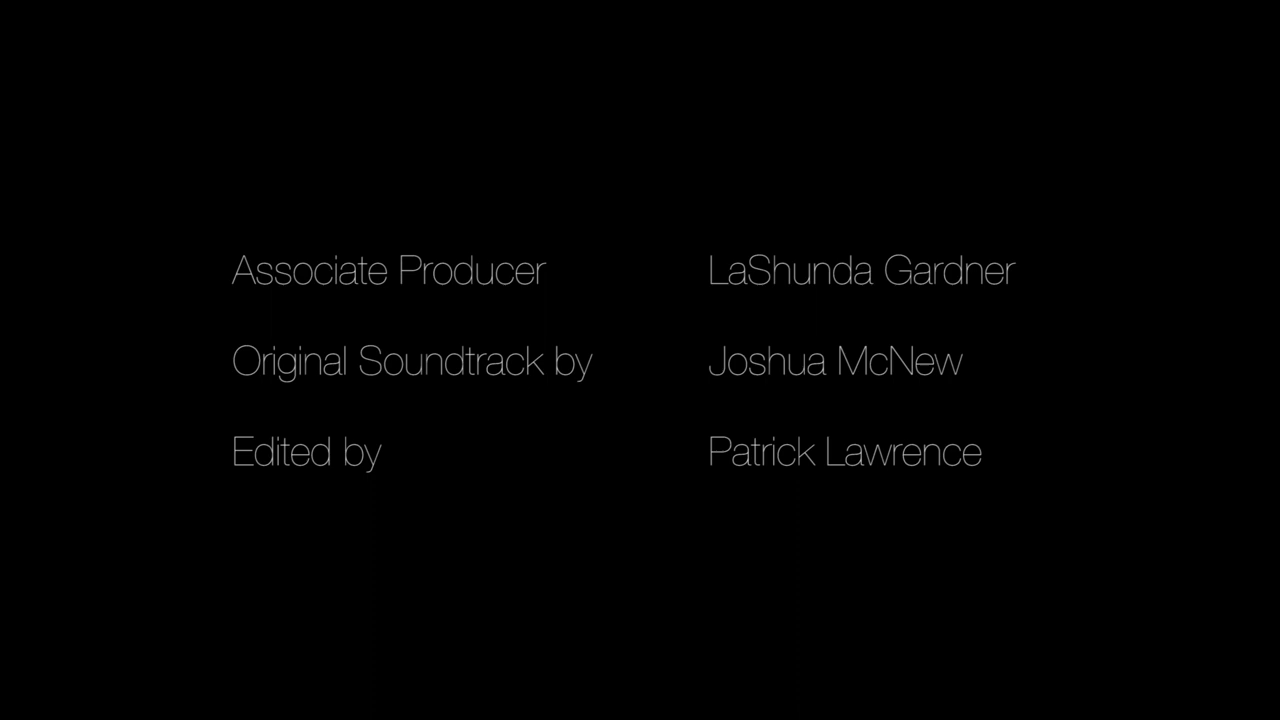 Associate Producer LaShunda Gardner
Original Soundtrack by Joshua McNew
Edited by Patrick Lawrence